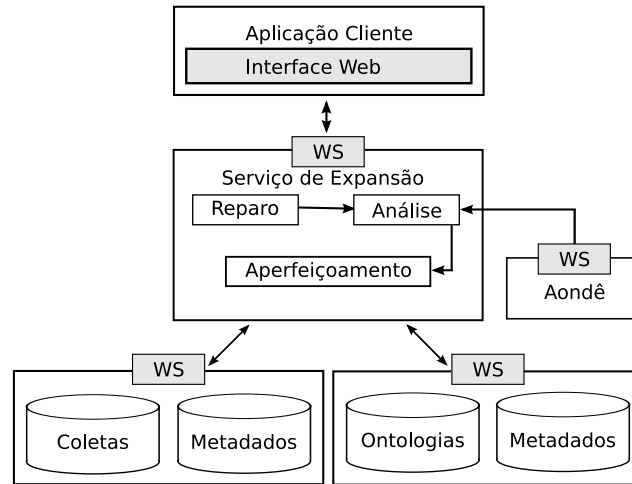 Aplicação Cliente
Interface Web
WS
Serviço de Expansão
Reparo
Análise
Aperfeiçoamento
WS
Aondê
WS
Coletas
Metadados
WS
Ontologias
Metadados